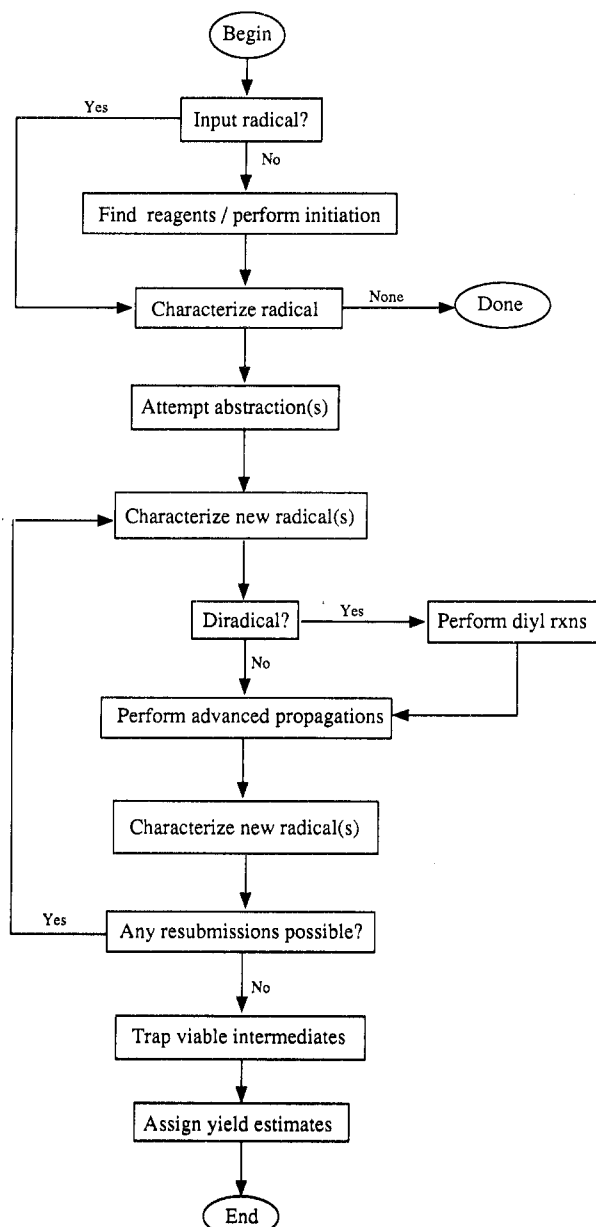 Begin
Yes
Input radical?
No
Find reagents / perform initiation
Characterize radical
None
Done
Attempt abstraction(s)
Characterize new radical(s)
Diradical?
Yes
Perform diyl rxns
No
Perform advanced propagations
Characterize new radical(s)
Yes
Any resubmissions possible?
No
Trap viable intermediates
Assign yield estimates
End